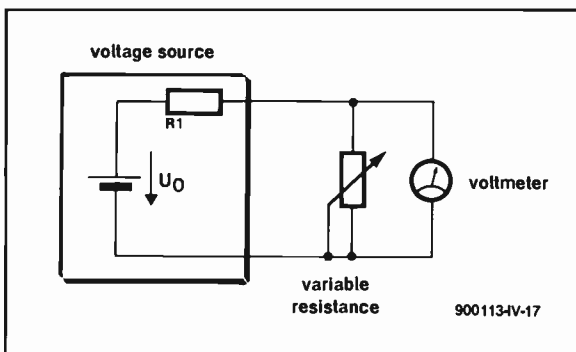 voltage source
R1
U0
voltmeter
variable
resistance
900113-IV-17